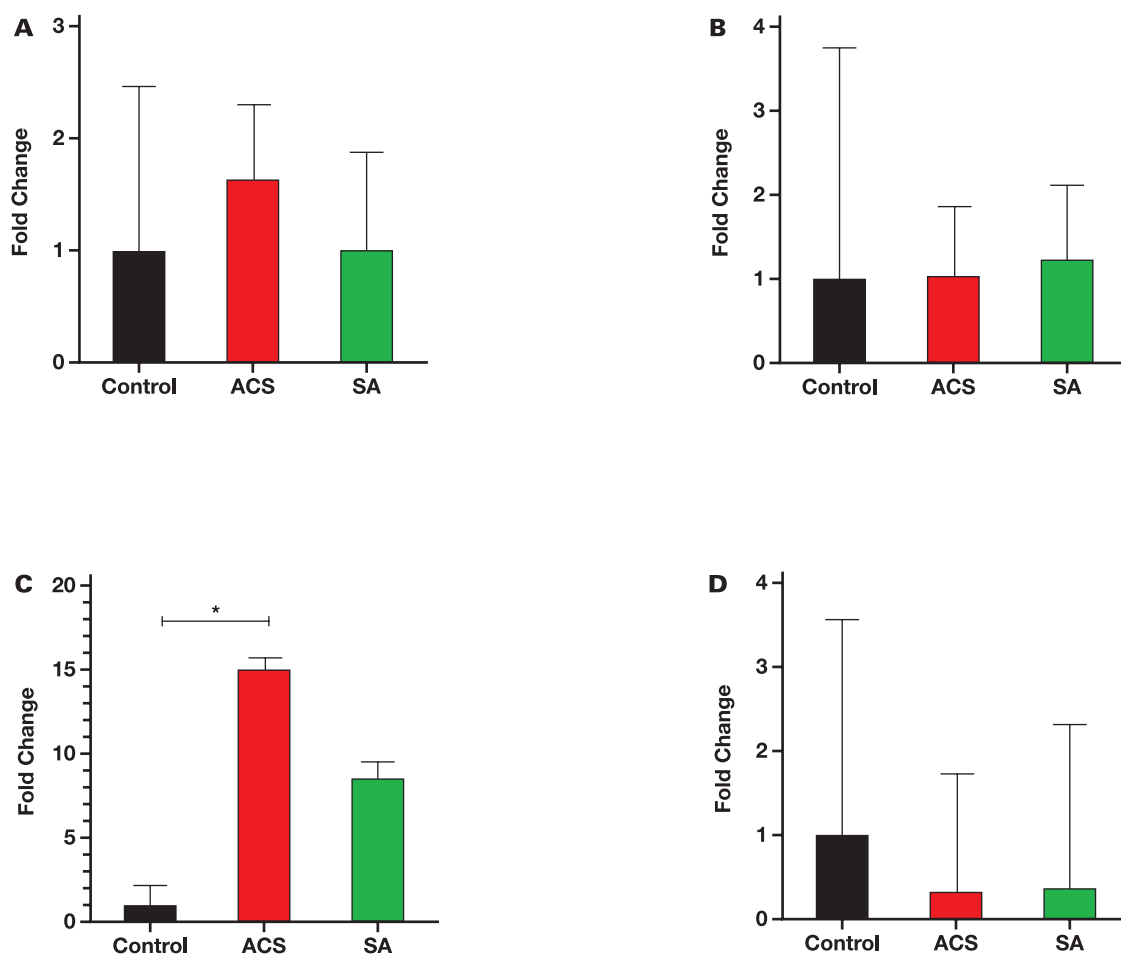 A
Fold Change
3
2
1
0
Control ACS SA
B
Fold Change
4
3
2
1
0
Control ACS SA
C
Fold Change
20
15
10
5
0
*
Control ACS SA
D
Fold Change
4
3
2
1
0
Control ACS SA